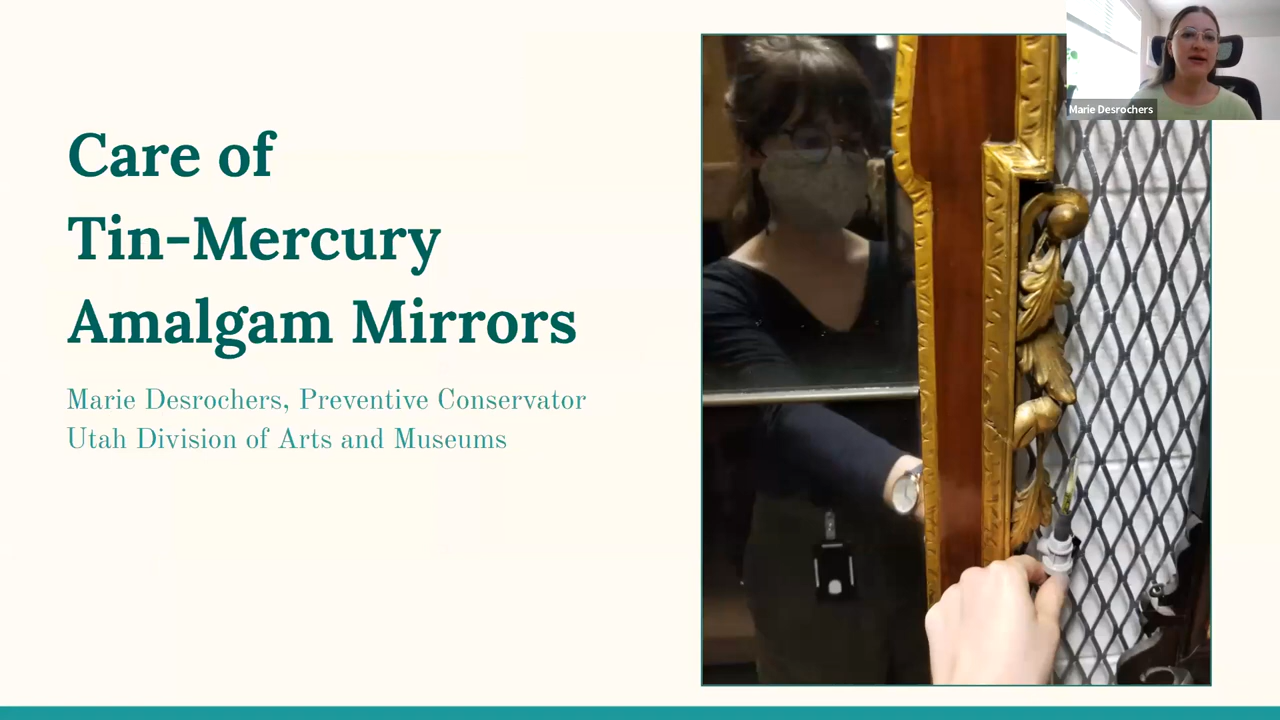 Care of
Tin-Mercury
Amalgam Mirrors
Marie Desrochers, Preventive Conservator
Utah Division of Arts and Museums
Marie Desrochers